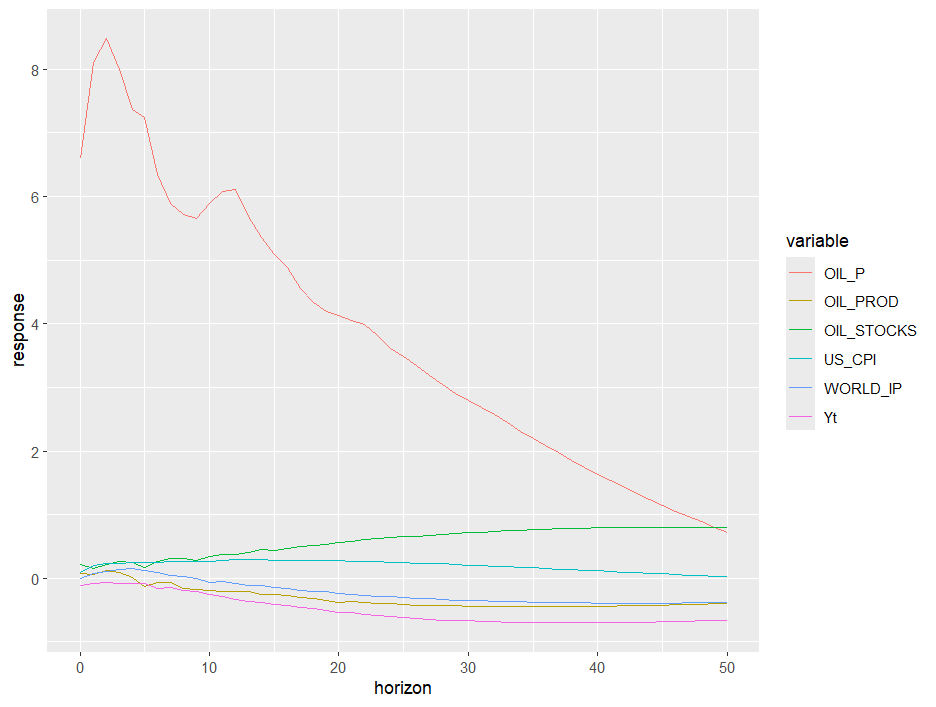 8
6
4
2
0
response
0 10 20 30 40 50
horizon
variable
OIL_P
OIL_PROD
OIL_STOCKS
US_CPI
WORLD_IP
Yt